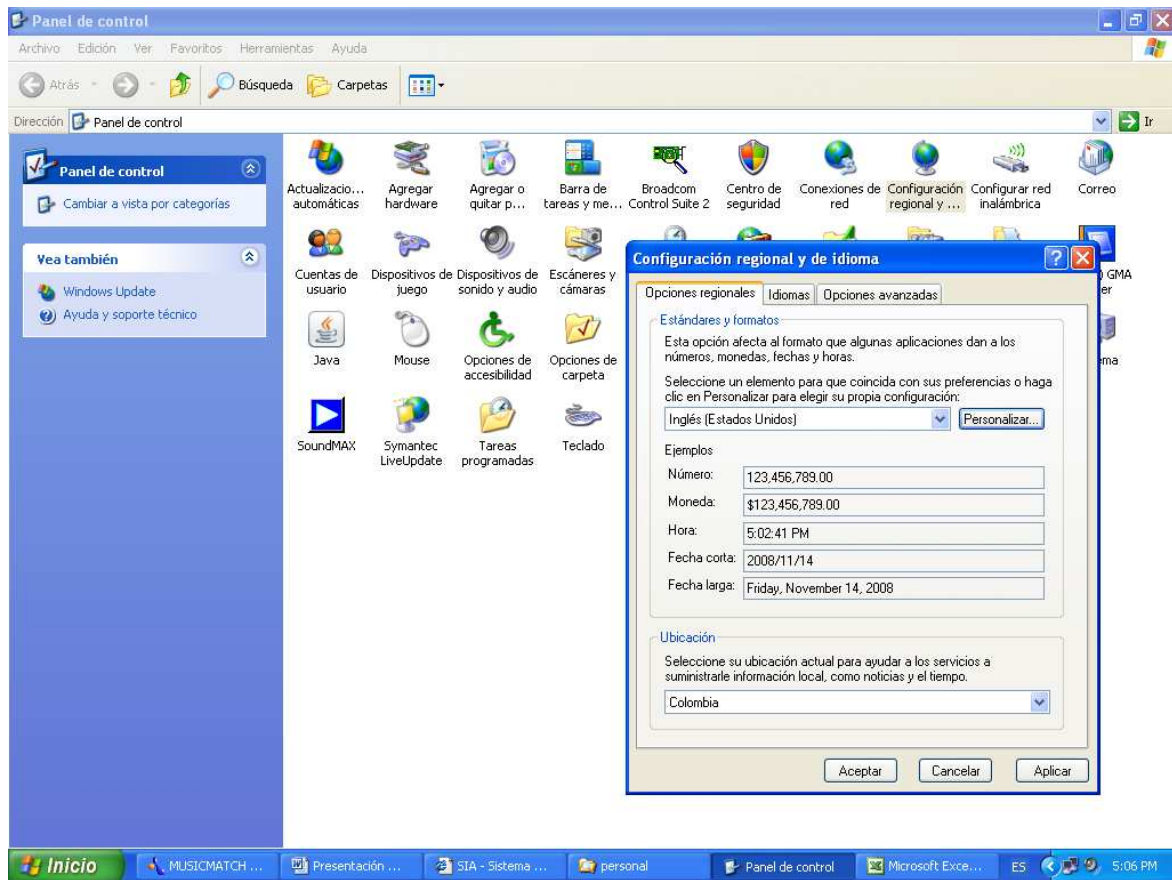 Panel de control
Archivo Edición Ver Favoritos Herramientas Ayuda
Atrás Búsqueda Carpetas
Dirección Panel de control Ir
Panel de control
Cambiar a vista por categorías
Vea también
Windows Update
Ayuda y soporte técnico
Actualizacio... automáticas
Agregar hardware
Agregar o quitar p...
Barra de tareas y me...
Broadcom Control Suite 2
Centro de seguridad
Conexiones de red
Configuración regional y ...
Configurar red inalámbrica
Correo
Cuentas de usuario
Dispositivos de juego
Dispositivos de sonido y audio
Escáneres y cámaras
GMA
er
Java
Mouse
Opciones de accesibilidad
Opciones de carpeta
ma
SoundMAX
Symantec LiveUpdate
Tareas programadas
Teclado
Configuración regional y de idioma
Opciones regionales Idiomas Opciones avanzadas
Estándares y formatos
Esta opción afecta al formato que algunas aplicaciones dan a los
números, monedas, fechas y horas.
Seleccione un elemento para que coincida con sus preferencias o haga
clic en Personalizar para elegir su propia configuración:
Inglés (Estados Unidos) Personalizar...
Ejemplos
Número: 123,456,789.00
Moneda: $123,456,789.00
Hora: 5:02:41 PM
Fecha corta: 2008/11/14
Fecha larga: Friday, November 14, 2008
Ubicación
Seleccione su ubicación actual para ayudar a los servicios a
suministrarle información local, como noticias y el tiempo.
Colombia
Aceptar Cancelar Aplicar
Inicio MUSICMATCH ... Presentación ... SIA - Sistema ... personal Panel de control Microsoft Exce... ES 5:06 PM